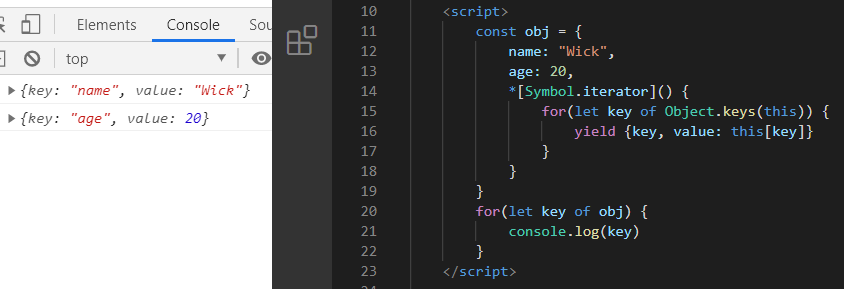 Elements Console Sou
top
{key: "name", value: "Wick"}
{key: "age", value: 20}
10 <script>
11 const obj = {
12 name: "Wick",
13 age: 20,
14 *[Symbol.iterator]() {
15 for(let key of Object.keys(this)) {
16 yield {key, value: this[key]}
17 }
18 }
19 }
20 for(let key of obj) {
21 console.log(key)
22 }
23 </script>
24